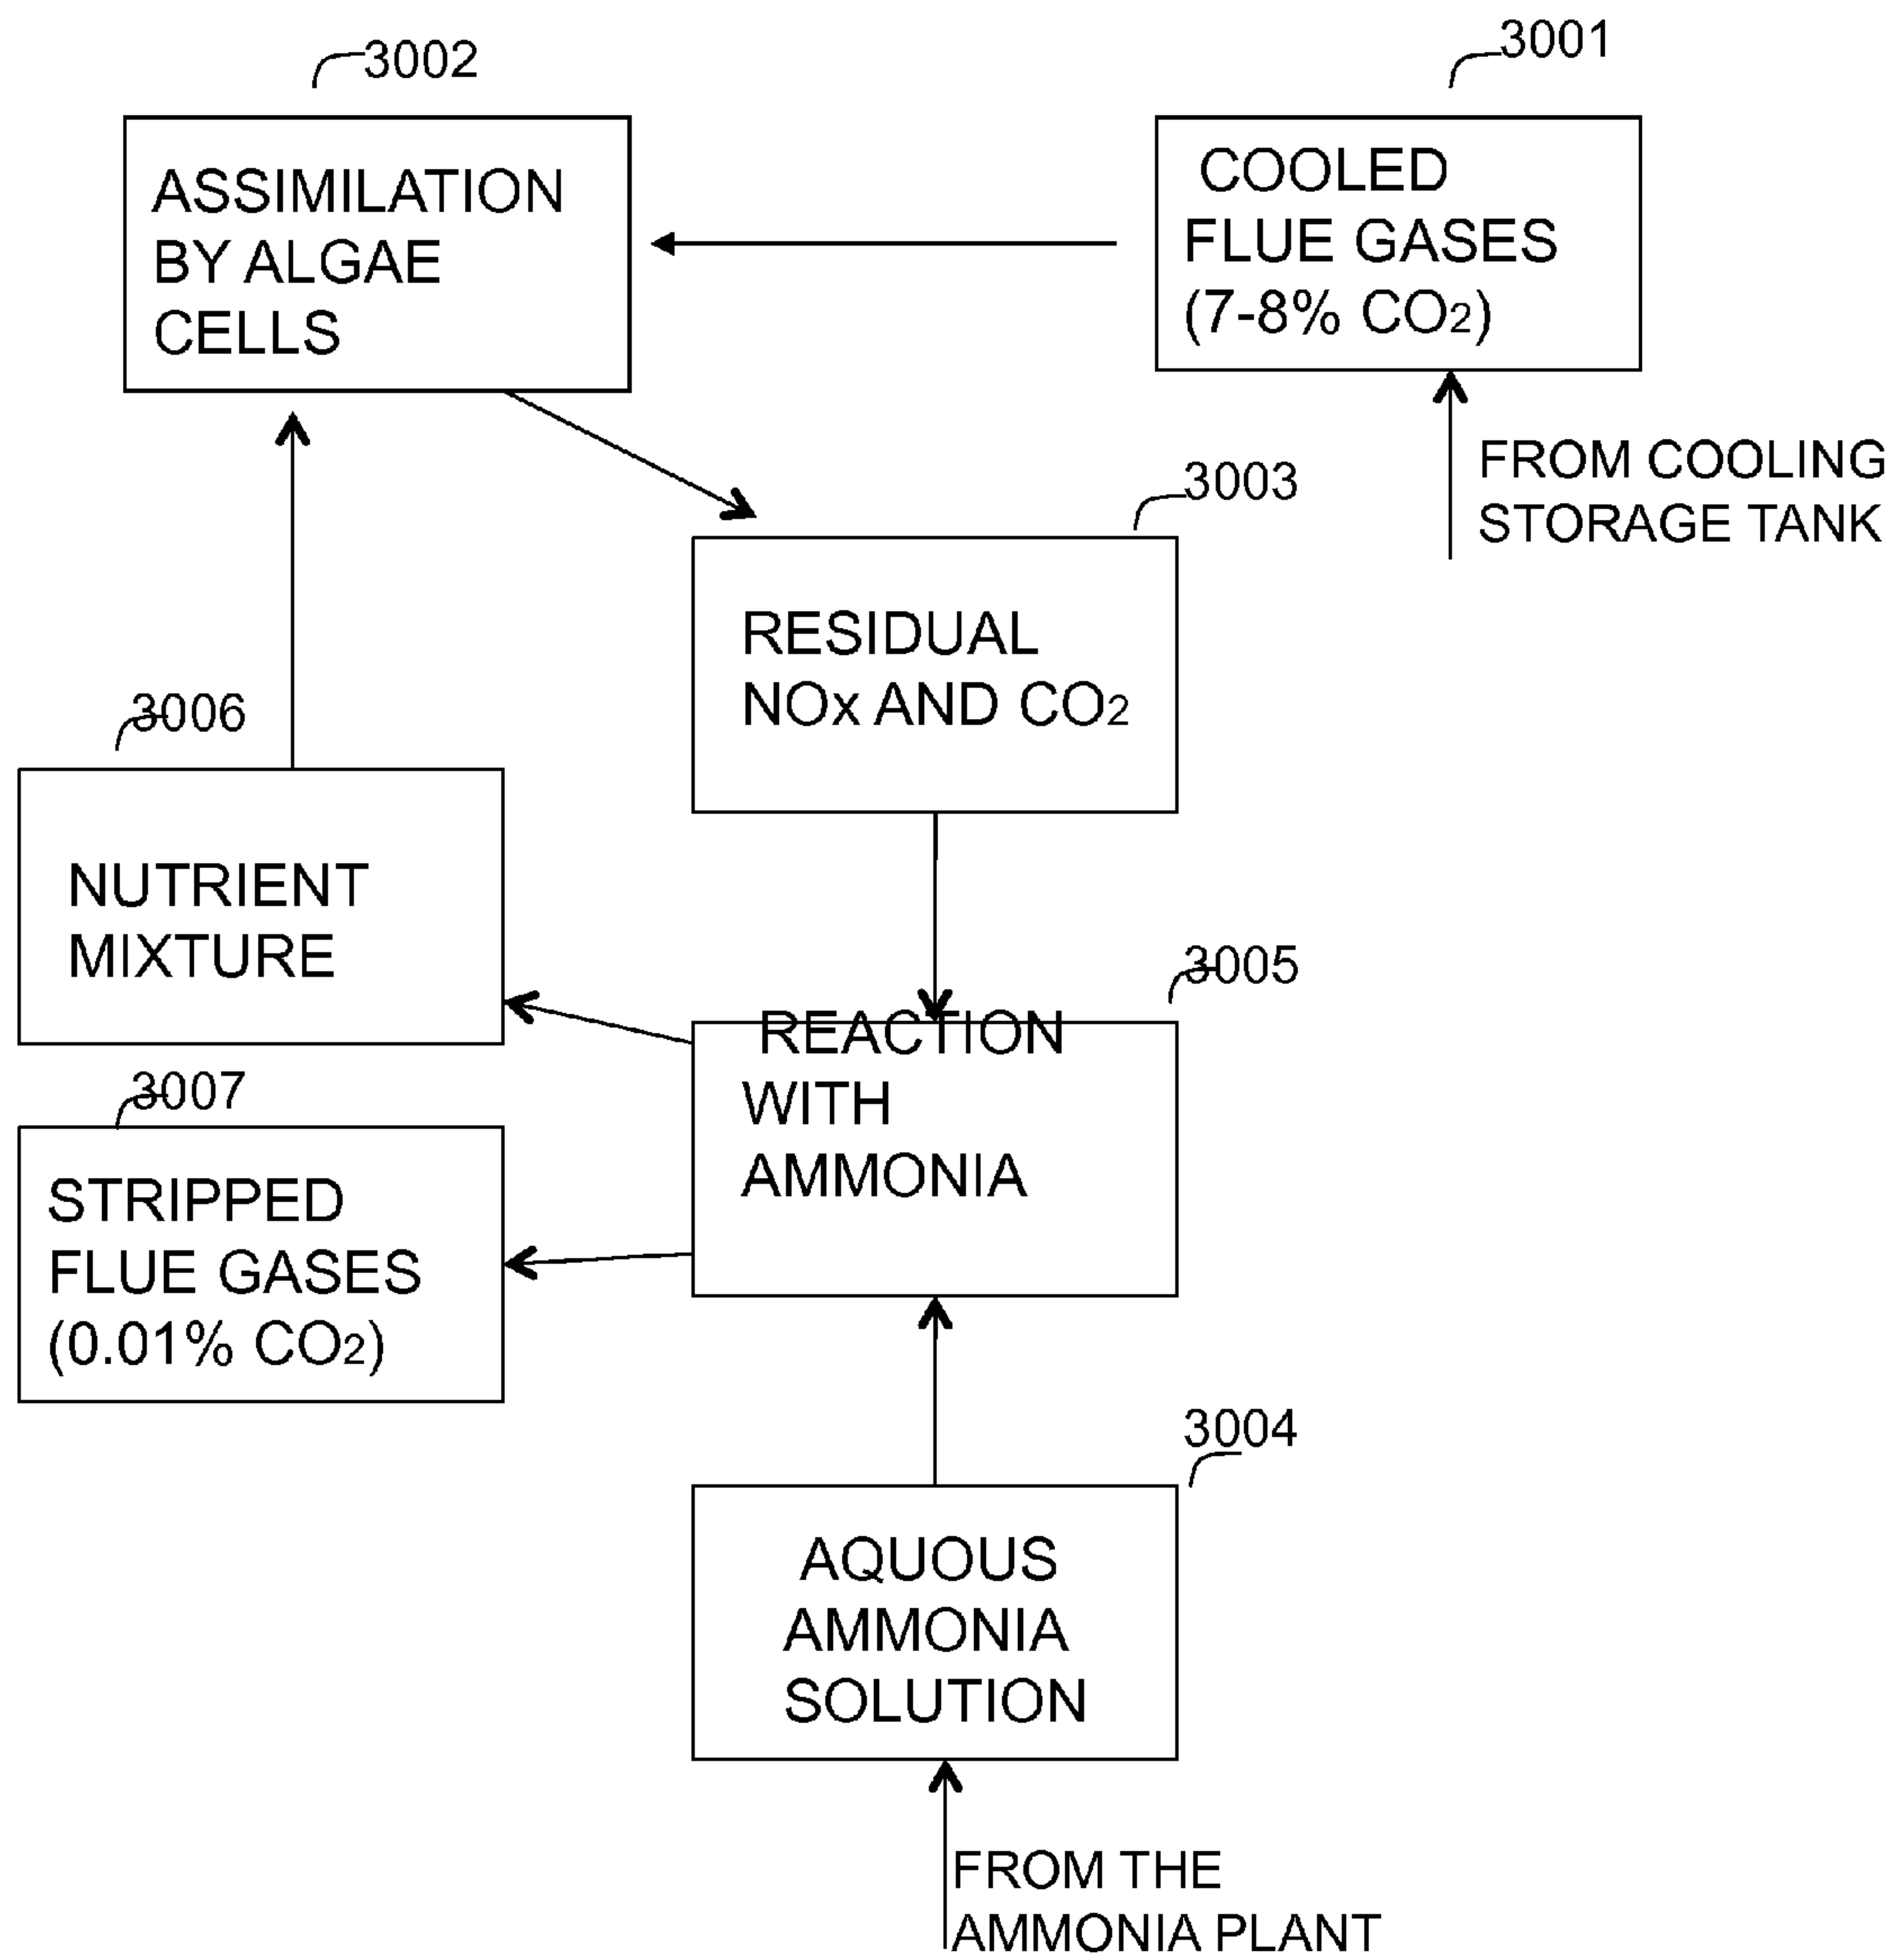 3002
ASSIMILATION
BY ALGAE
CELLS
3001
COOLED
FLUE GASES
(7-8% CO₂)
FROM COOLING
STORAGE TANK
3003
RESIDUAL
NOx AND CO₂
3006
NUTRIENT
MIXTURE
3005
REACTION
WITH
AMMONIA
3007
STRIPPED
FLUE GASES
(0.01% CO₂)
3004
AQUOUS
AMMONIA
SOLUTION
FROM THE
AMMONIA PLANT